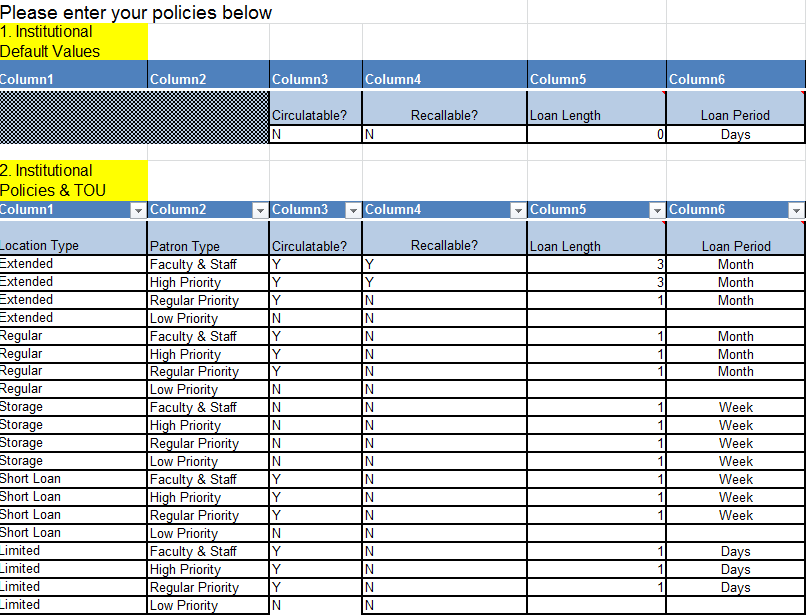 Please enter your policies below
1. Institutional
Default Values
Column1 Column2 Column3 Column4 Column5 Column6
Circulatable? Recallable? Loan Length Loan Period
N N 0 Days
2. Institutional
Policies & TOU
Column1 Column2 Column3 Column4 Column5 Column6
Location Type Patron Type Circulatable? Recallable? Loan Length Loan Period
Extended Faculty & Staff Y Y 3 Month
Extended High Priority Y Y 3 Month
Extended Regular Priority Y N 1 Month
Extended Low Priority N N
Regular Faculty & Staff Y N 1 Month
Regular High Priority Y N 1 Month
Regular Regular Priority Y N 1 Month
Regular Low Priority N N
Storage Faculty & Staff N N 1 Week
Storage High Priority N N 1 Week
Storage Regular Priority N N 1 Week
Storage Low Priority N N 1 Week
Short Loan Faculty & Staff Y N 1 Week
Short Loan High Priority Y N 1 Week
Short Loan Regular Priority Y N 1 Week
Short Loan Low Priority N N
Limited Faculty & Staff Y N 1 Days
Limited High Priority Y N 1 Days
Limited Regular Priority Y N 1 Days
Limited Low Priority N N